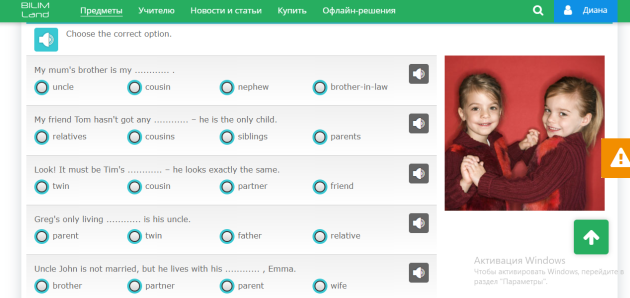 BILIM Land
Предметы Учителю Новости и статьи Купить Офлайн-решения Диана
Choose the correct option.
My mum's brother is my ............ .
uncle cousin nephew brother-in-law
My friend Tom hasn't got any ............ – he is the only child.
relatives cousins siblings parents
Look! It must be Tim's ............ – he looks exactly the same.
twin cousin partner friend
Greg's only living ............ is his uncle.
parent twin father relative
Uncle John is not married, but he lives with his ............ , Emma.
brother partner parent wife
Активация Windows
Чтобы активировать Windows, перейдите в
раздел "Параметры".